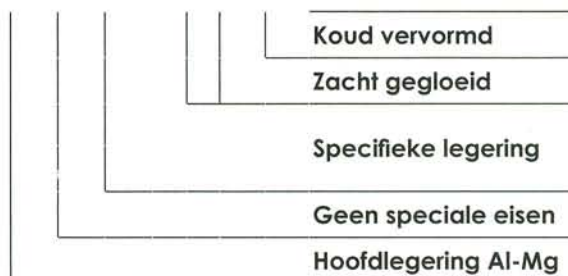 Koud vervormd
Zacht gegloeid
Specifieke legering
Geen speciale eisen
Hoofdlegering Al-Mg